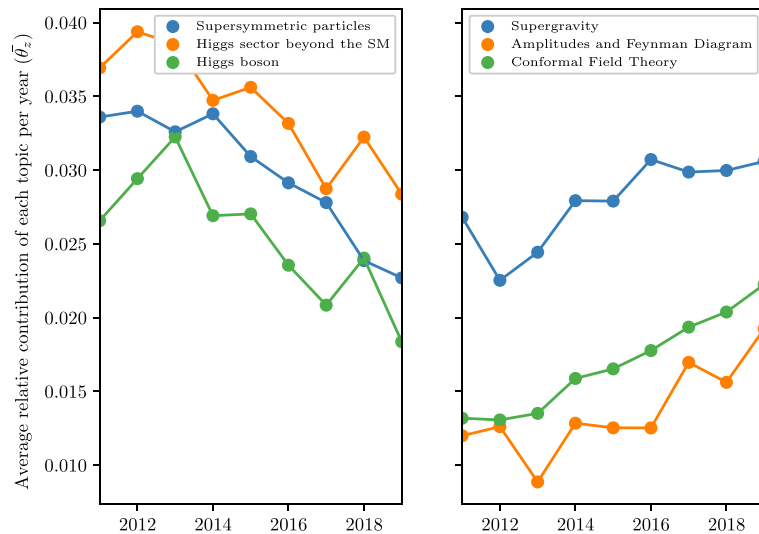 Average relative contribution of each topic per year (θ̄_z)
0.040
0.035
0.030
0.025
0.020
0.015
0.010
Supersymmetric particles
Higgs sector beyond the SM
Higgs boson
2012 2014 2016 2018
Supergravity
Amplitudes and Feynman Diagram
Conformal Field Theory
2012 2014 2016 2018